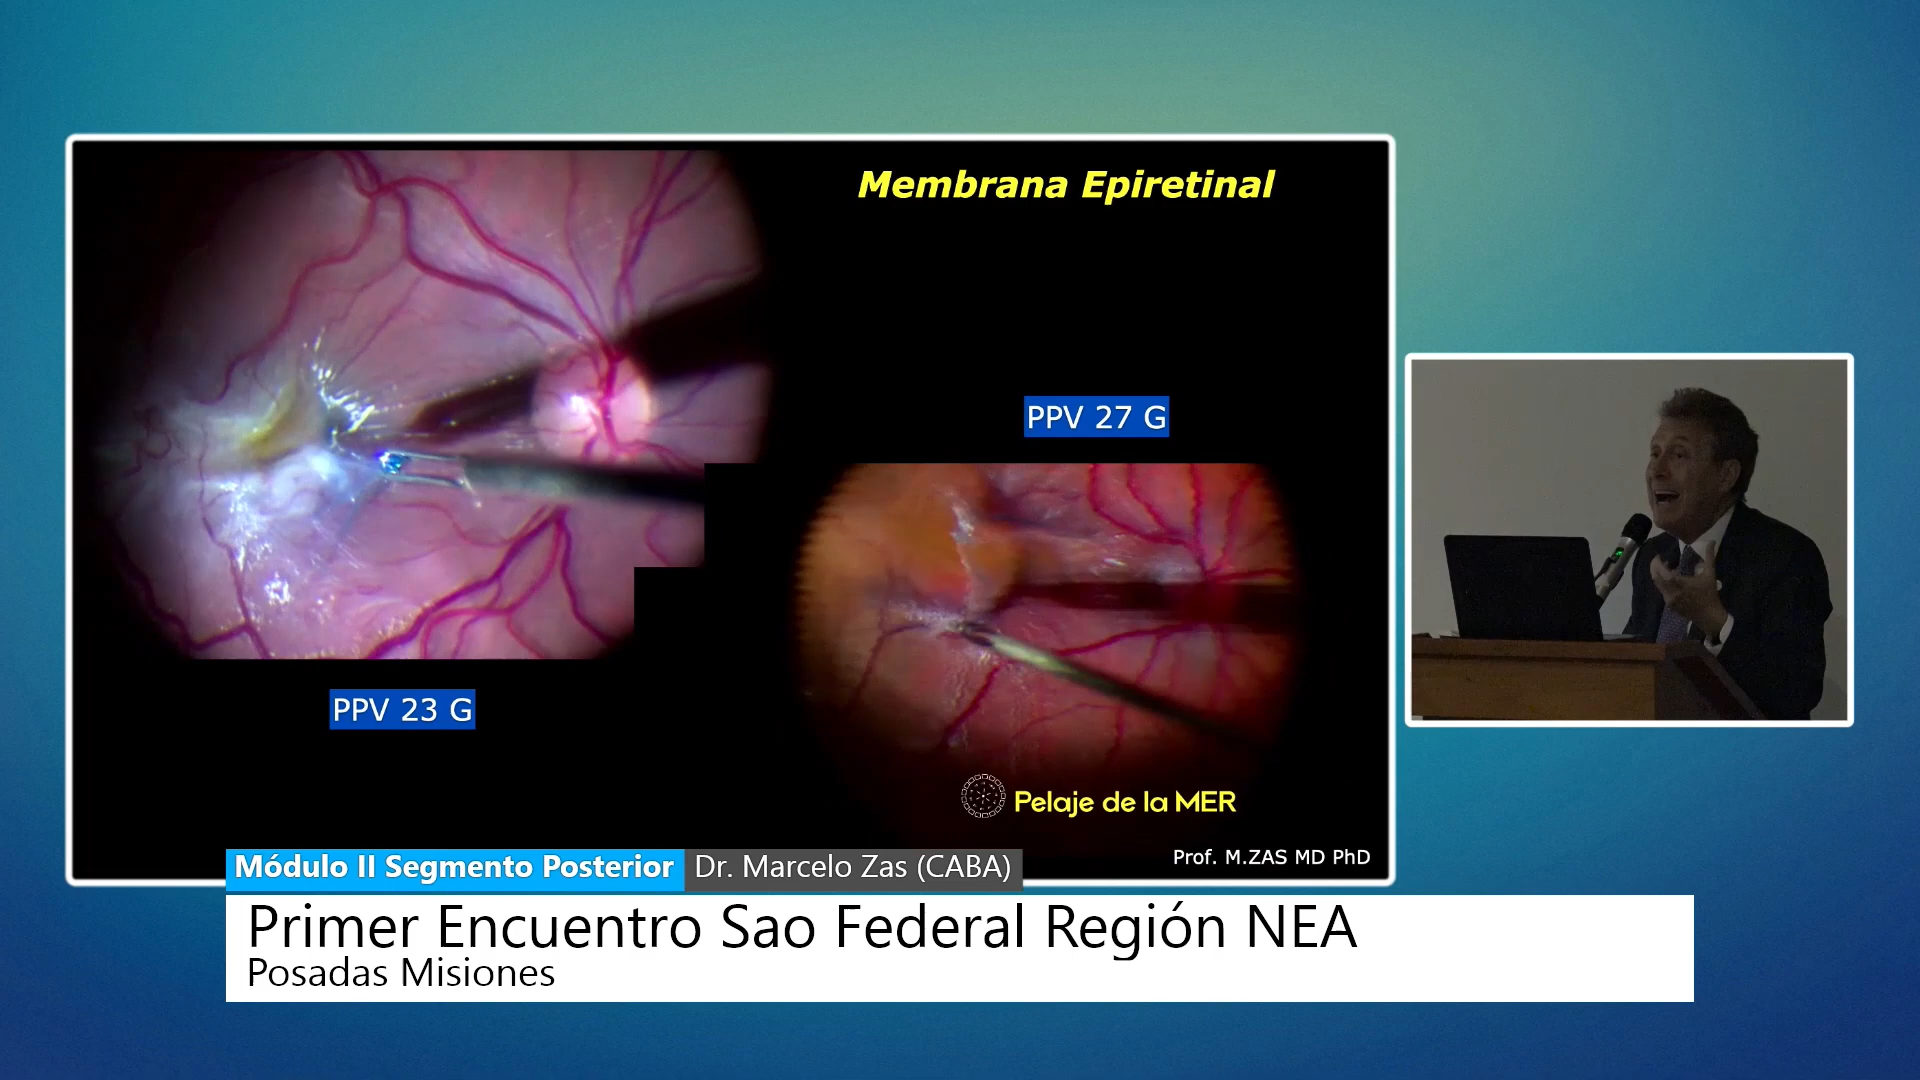 Membrana Epiretinal
PPV 27 G
PPV 23 G
Pelaje de la MER
Prof. M.ZAS MD PhD
Módulo II Segmento Posterior
Dr. Marcelo Zas (CABA)
Primer Encuentro Sao Federal Región NEA
Posadas Misiones